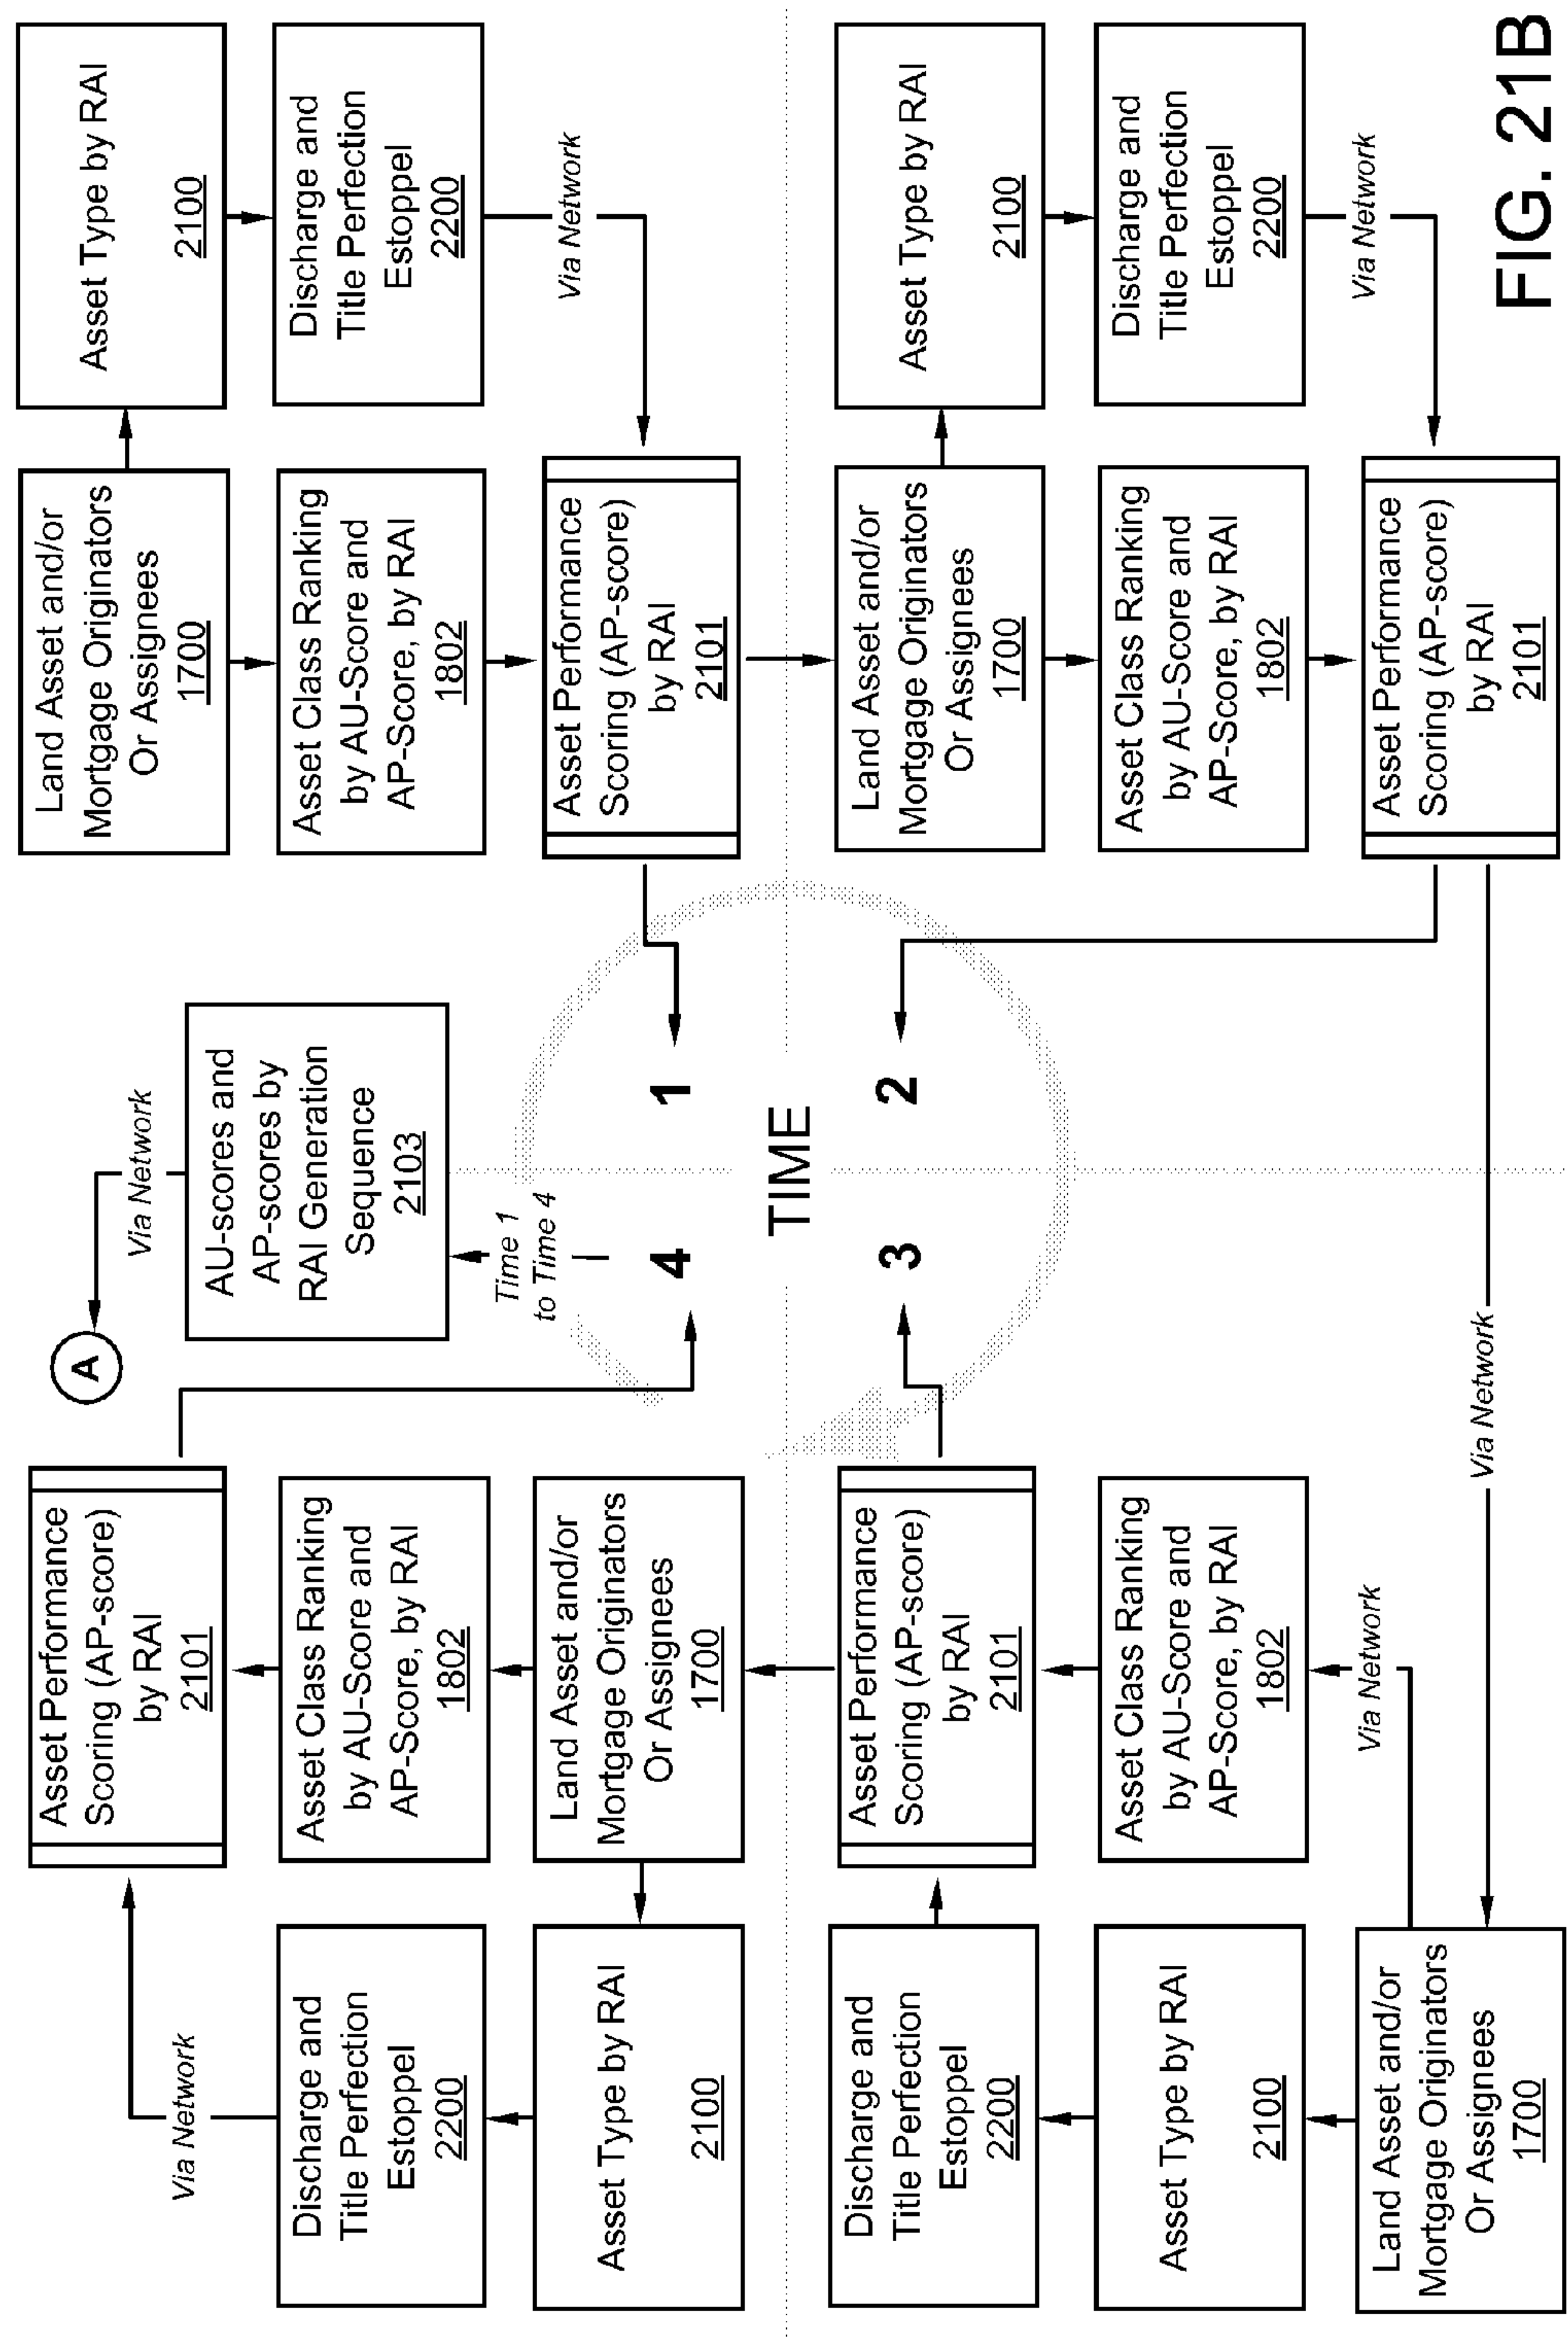 Asset Performance
Scoring (AP-score)
by RAI
2101
Via Network
Discharge and
Title Perfection
Estoppel
2200
Asset Class Ranking
by AU-Score and
AP-Score, by RAI
1802
Asset Type by RAI
2100
Land Asset and/or
Mortgage Originators
Or Assignees
1700
A
Via Network
AU-scores and
AP-scores by
RAI Generation
Sequence
2103
Time 1
to Time 4
Land Asset and/or
Mortgage Originators
Or Assignees
1700
Asset Type by RAI
2100
Asset Class Ranking
by AU-Score and
AP-Score, by RAI
1802
Discharge and
Title Perfection
Estoppel
2200
Via Network
Asset Performance
Scoring (AP-score)
by RAI
2101
4
1
TIME
3
2
Discharge and
Title Perfection
Estoppel
2200
Asset Performance
Scoring (AP-score)
by RAI
2101
Asset Type by RAI
2100
Asset Class Ranking
by AU-Score and
AP-Score, by RAI
1802
Via Network
Land Asset and/or
Mortgage Originators
Or Assignees
1700
Via Network
Land Asset and/or
Mortgage Originators
Or Assignees
1700
Asset Type by RAI
2100
Asset Class Ranking
by AU-Score and
AP-Score, by RAI
1802
Discharge and
Title Perfection
Estoppel
2200
Via Network
Asset Performance
Scoring (AP-score)
by RAI
2101
FIG. 21B